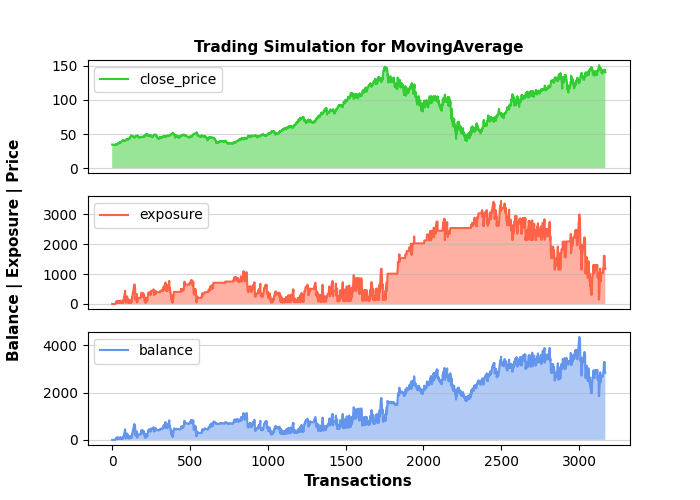 Trading Simulation for MovingAverage
150
100
50
0
close_price
3000
2000
1000
0
exposure
4000
2000
0
balance
0 500 1000 1500 2000 2500 3000
Transactions
Balance | Exposure | Price